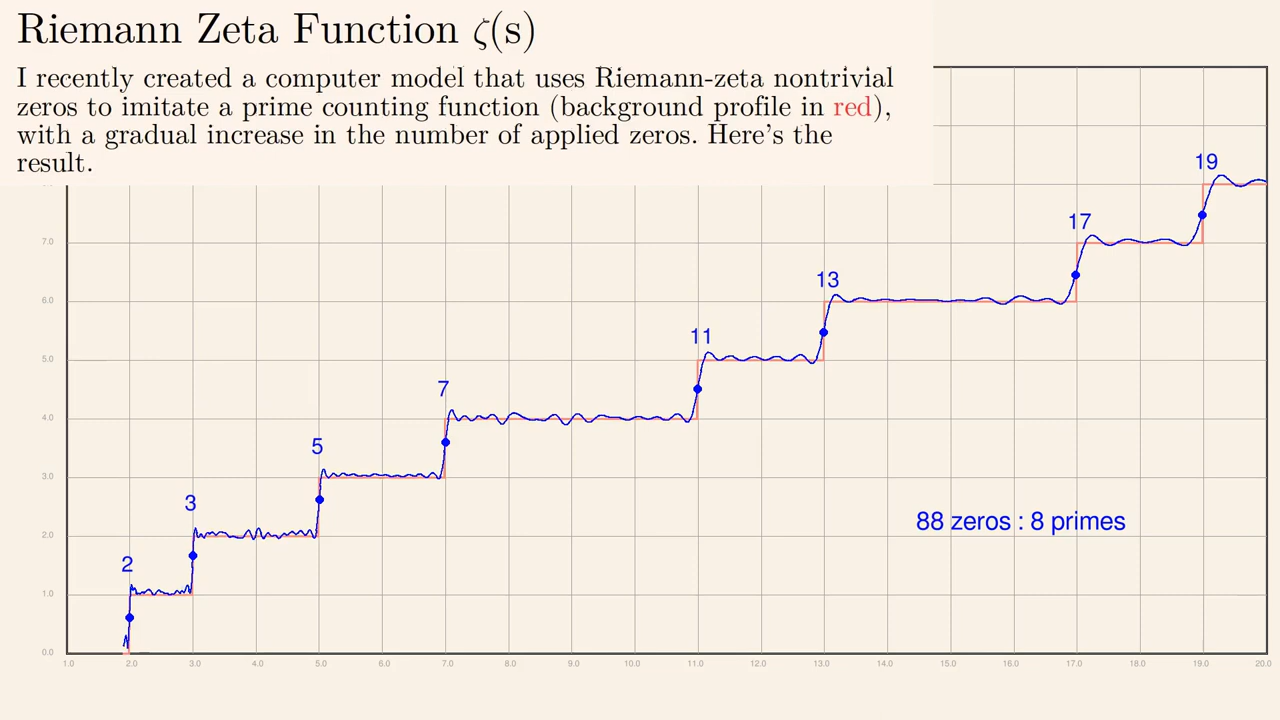 Riemann Zeta Function ζ(s)
I recently created a computer model that uses Riemann-zeta nontrivial
zeros to imitate a prime counting function (background profile in red),
with a gradual increase in the number of applied zeros. Here's the
result.
19
17
7.0
13
6.0
11
5.0
7
4.0
5
3.0
3
88 zeros : 8 primes
2.0
2
1.0
0.0
1.0 2.0 3.0 4.0 5.0 6.0 7.0 8.0 9.0 10.0 11.0 12.0 13.0 14.0 15.0 16.0 17.0 18.0 19.0 20.0